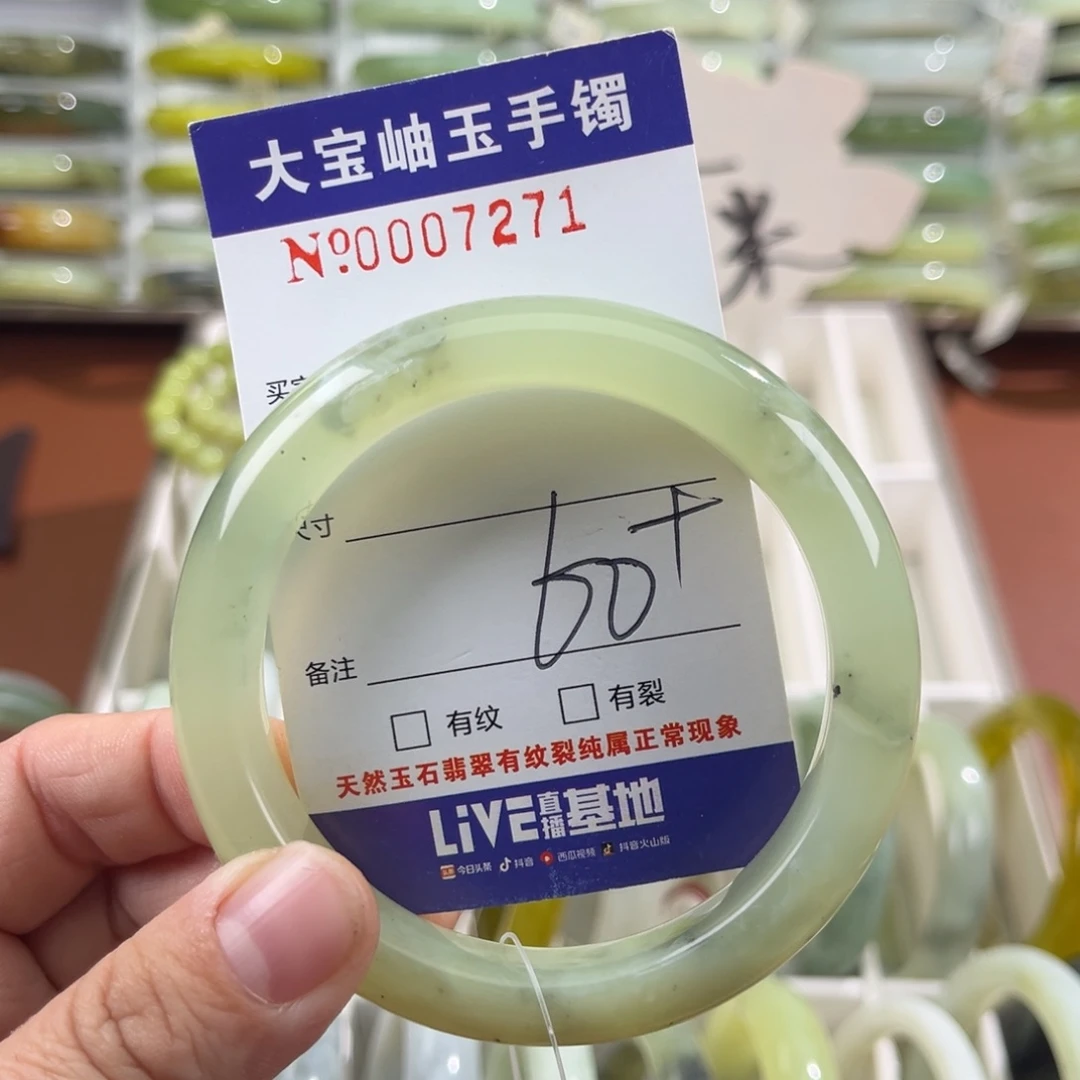 大宝岫玉手镯
Nº0007271
买
寸
60+
备注
□ 有纹 □ 有裂
天然玉石翡翠有纹裂纯属正常现象
LiVE直播基地
今日头条 抖音 西瓜视频 抖音火山版